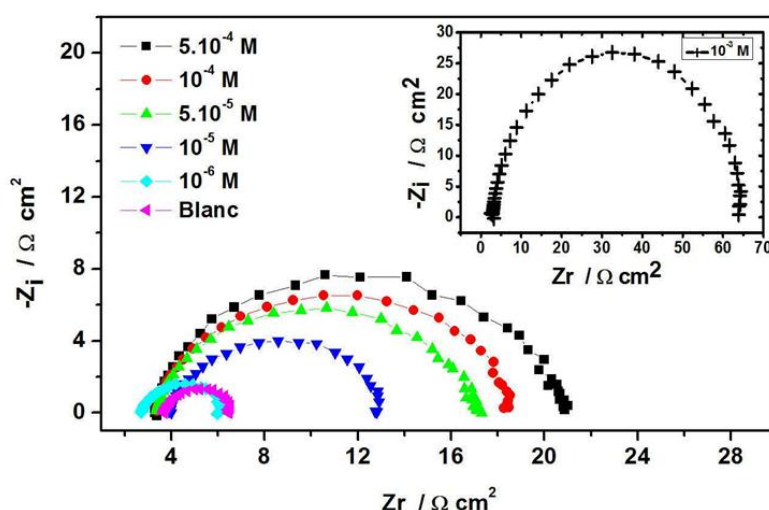 22
20
16
12
8
4
0
-Zi / Ω cm²
5.10⁻⁴ M
10⁻⁴ M
5.10⁻⁵ M
10⁻⁵ M
10⁻⁶ M
Blanc
4 8 12 16 20 24 28
Zr / Ω cm²
30
25
20
15
10
5
0
-Zi / Ω cm2
10⁻³ M
0 10 20 30 40 50 60 70
Zr / Ω cm2